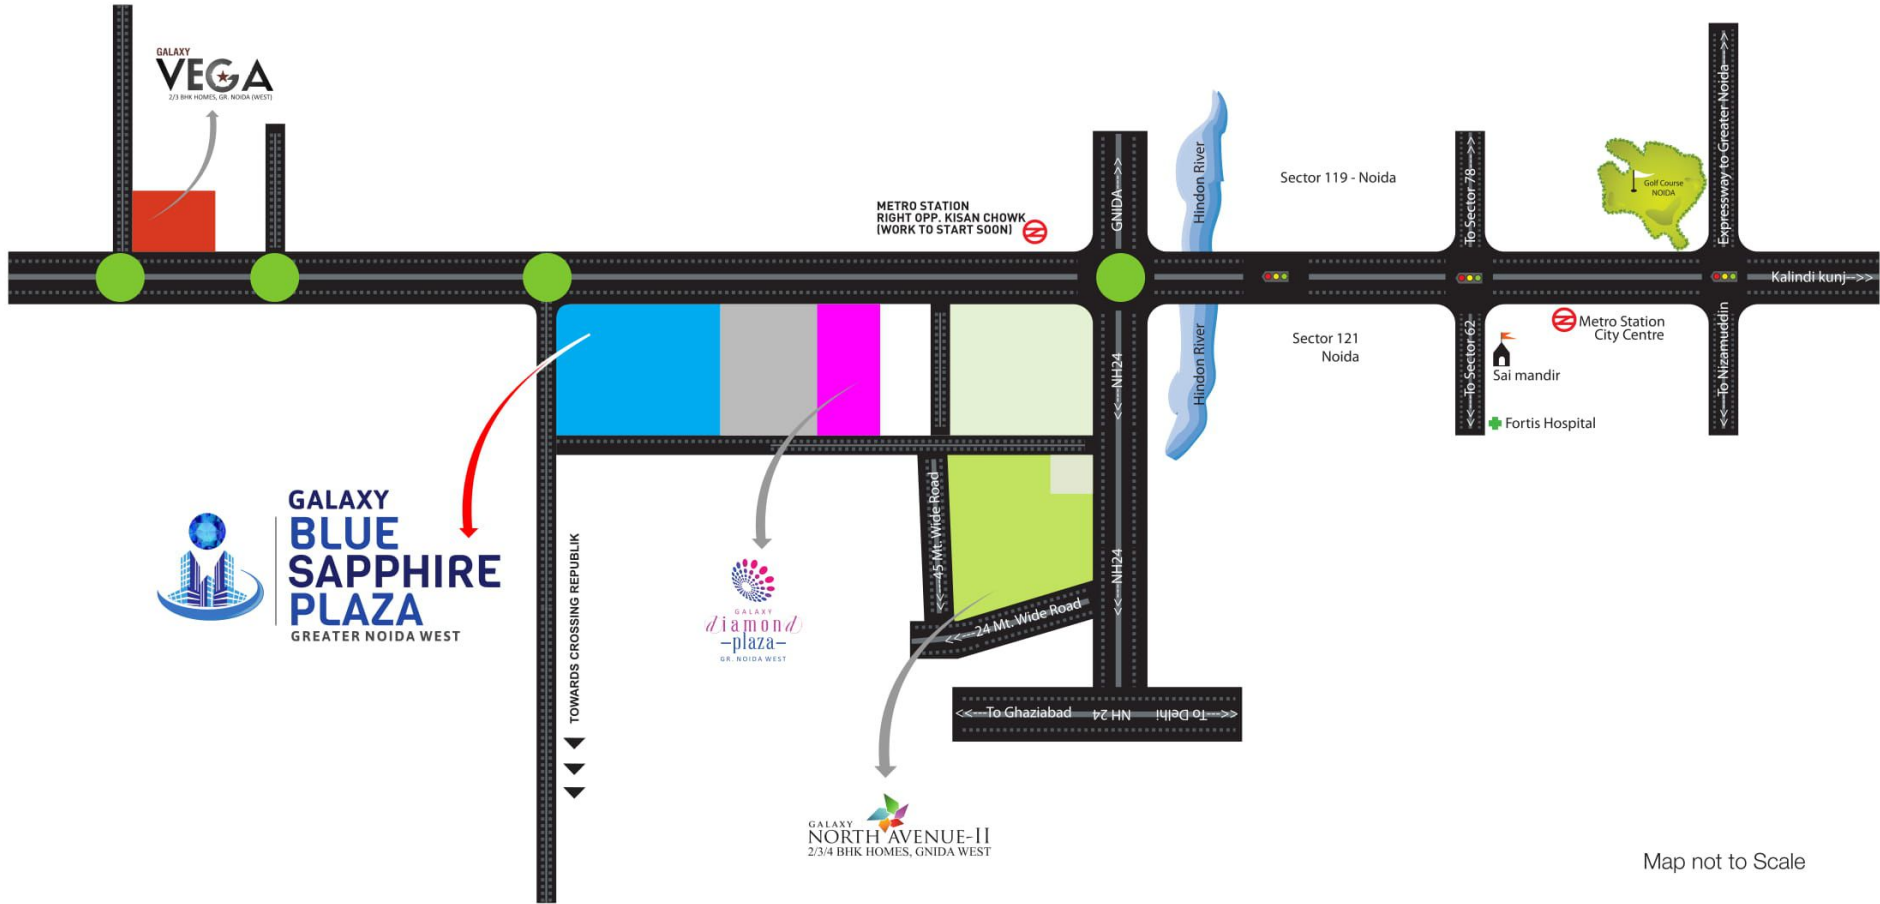 GALAXY
VEGA
2/3 BHK HOMES, GR. NOIDA (WEST)
METRO STATION
RIGHT OPP. KISAN CHOWK
(WORK TO START SOON)
GNIDA--->>
Hindon River
Sector 119 - Noida
To Sector 78--->>
Golf Course
NOIDA
Expressway to Greater Noida--->>
Kalindi kunj-->>
<<---NH24
Hindon River
Sector 121
Noida
<<---To Sector 62
Metro Station
City Centre
Sai mandir
Fortis Hospital
<<---To Nizamuddin
GALAXY
BLUE
SAPPHIRE
PLAZA
GREATER NOIDA WEST
TOWARDS CROSSING REPUBLIK
GALAXY
diamond
plaza
GR. NOIDA WEST
<<---45 Mt. Wide Road
<<---NH24
<<---24 Mt. Wide Road
<<---To Ghaziabad NH 24 To Delhi--->>
GALAXY
NORTH AVENUE-II
2/3/4 BHK HOMES, GNIDA WEST
Map not to Scale